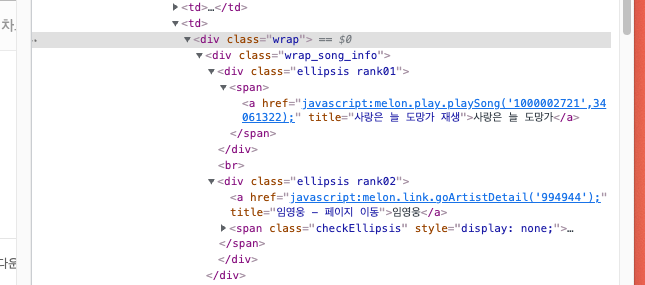 <td>…</td>
<td>
차
<div class="wrap"> == $0
<div class="wrap_song_info">
<div class="ellipsis rank01">
<span>
<a href="javascript:melon.play.playSong('1000002721',34
061322);" title="사랑은 늘 도망가 재생">사랑은 늘 도망가</a>
</span>
</div>
<br>
<div class="ellipsis rank02">
<a href="javascript:melon.link.goArtistDetail('994944');"
title="임영웅 - 페이지 이동">임영웅</a>
<span class="checkEllipsis" style="display: none;">…
</span>
</div>
다운
</div>